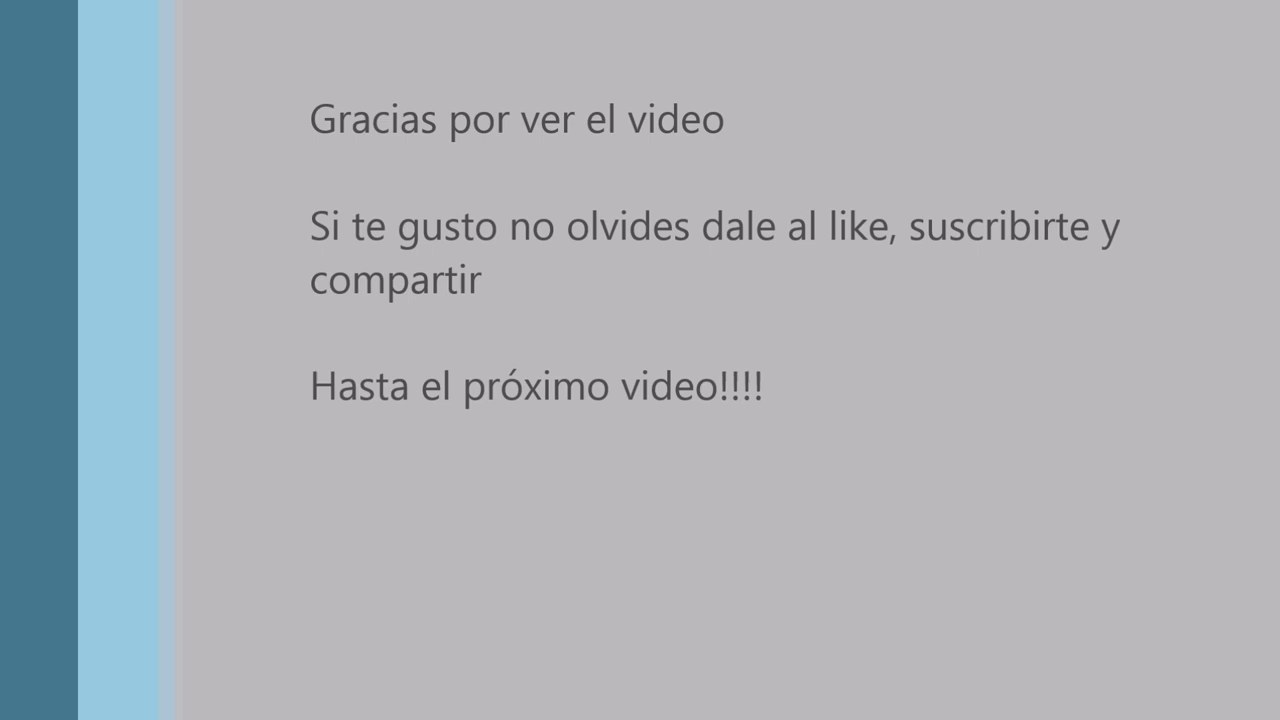 Gracias por ver el video
Si te gusto no olvides dale al like, suscribirte y
compartir
Hasta el próximo video!!!!